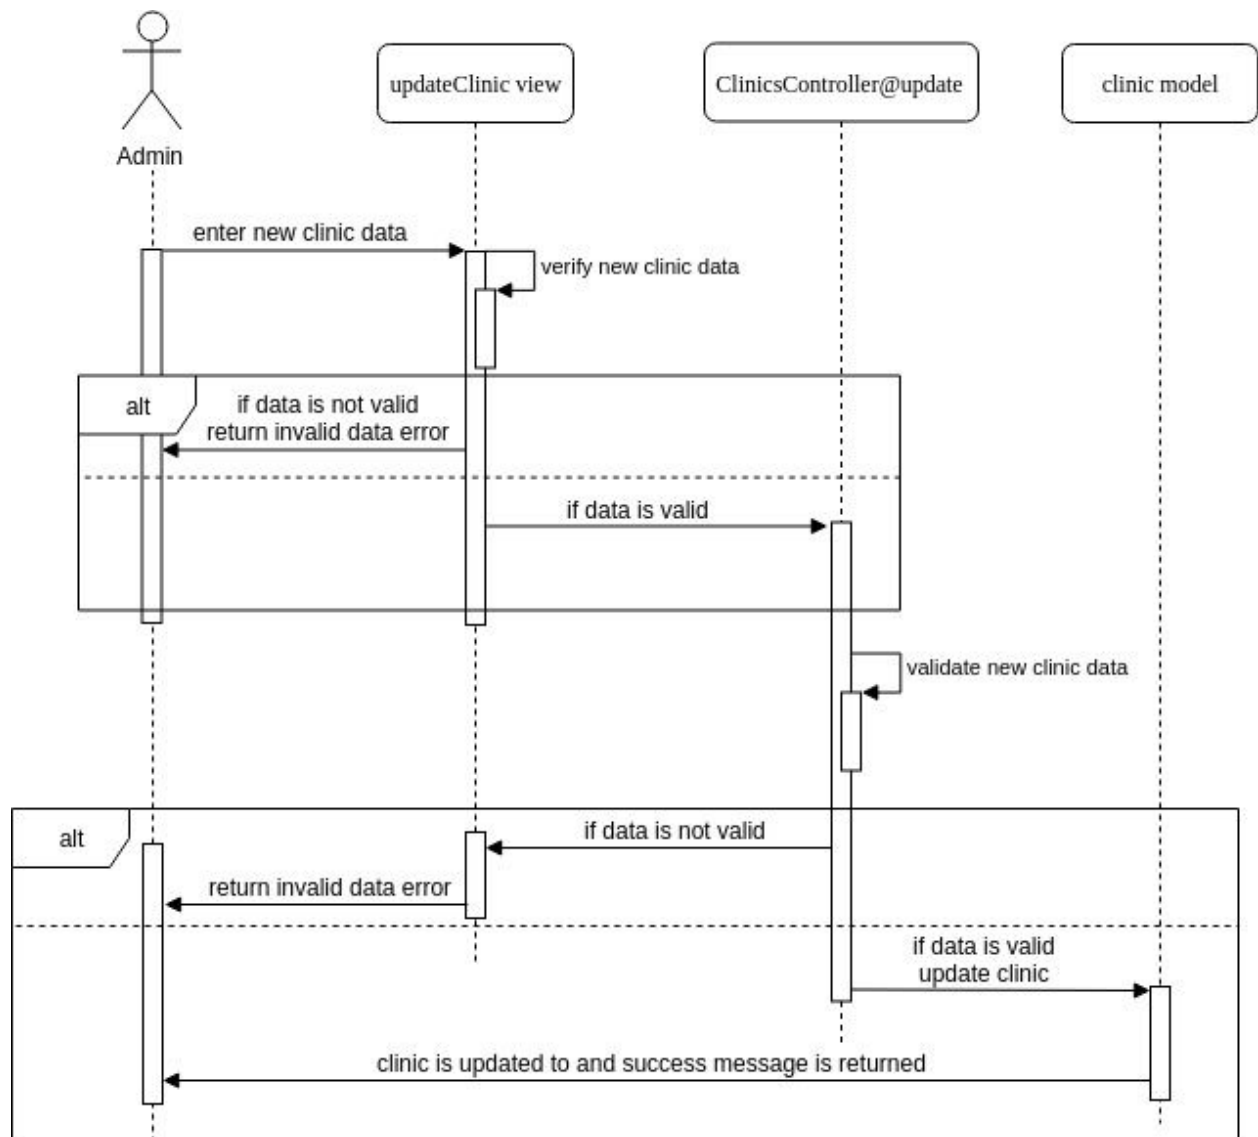 updateClinic view
ClinicsController@update
clinic model
Admin
enter new clinic data
verify new clinic data
alt
if data is not valid
return invalid data error
if data is valid
validate new clinic data
alt
if data is not valid
return invalid data error
if data is valid
update clinic
clinic is updated to and success message is returned